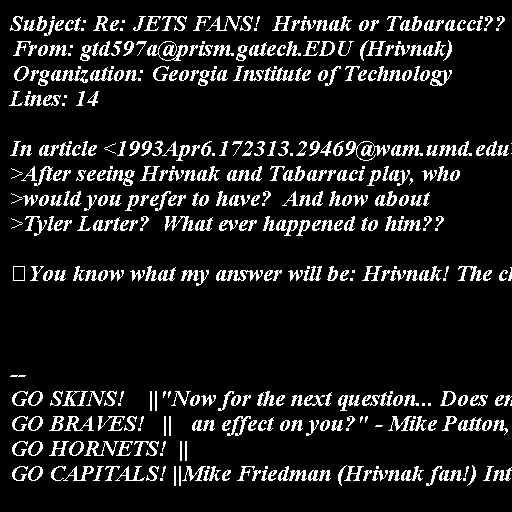 Subject: Re: JETS FANS!  Hrivnak or Tabaracci??
From: gtd597a@prism.gatech.EDU (Hrivnak)
Organization: Georgia Institute of Technology
Lines: 14

In article <1993Apr6.172313.29469@wam.umd.edu>
>After seeing Hrivnak and Tabarraci play, who
>would you prefer to have?  And how about
>Tyler Larter?  What ever happened to him??

You know what my answer will be: Hrivnak! The

--
GO SKINS!    ||"Now for the next question... Does
GO BRAVES!   ||   an effect on you?" - Mike Patton,
GO HORNETS!  ||
GO CAPITALS! ||Mike Friedman (Hrivnak fan!)